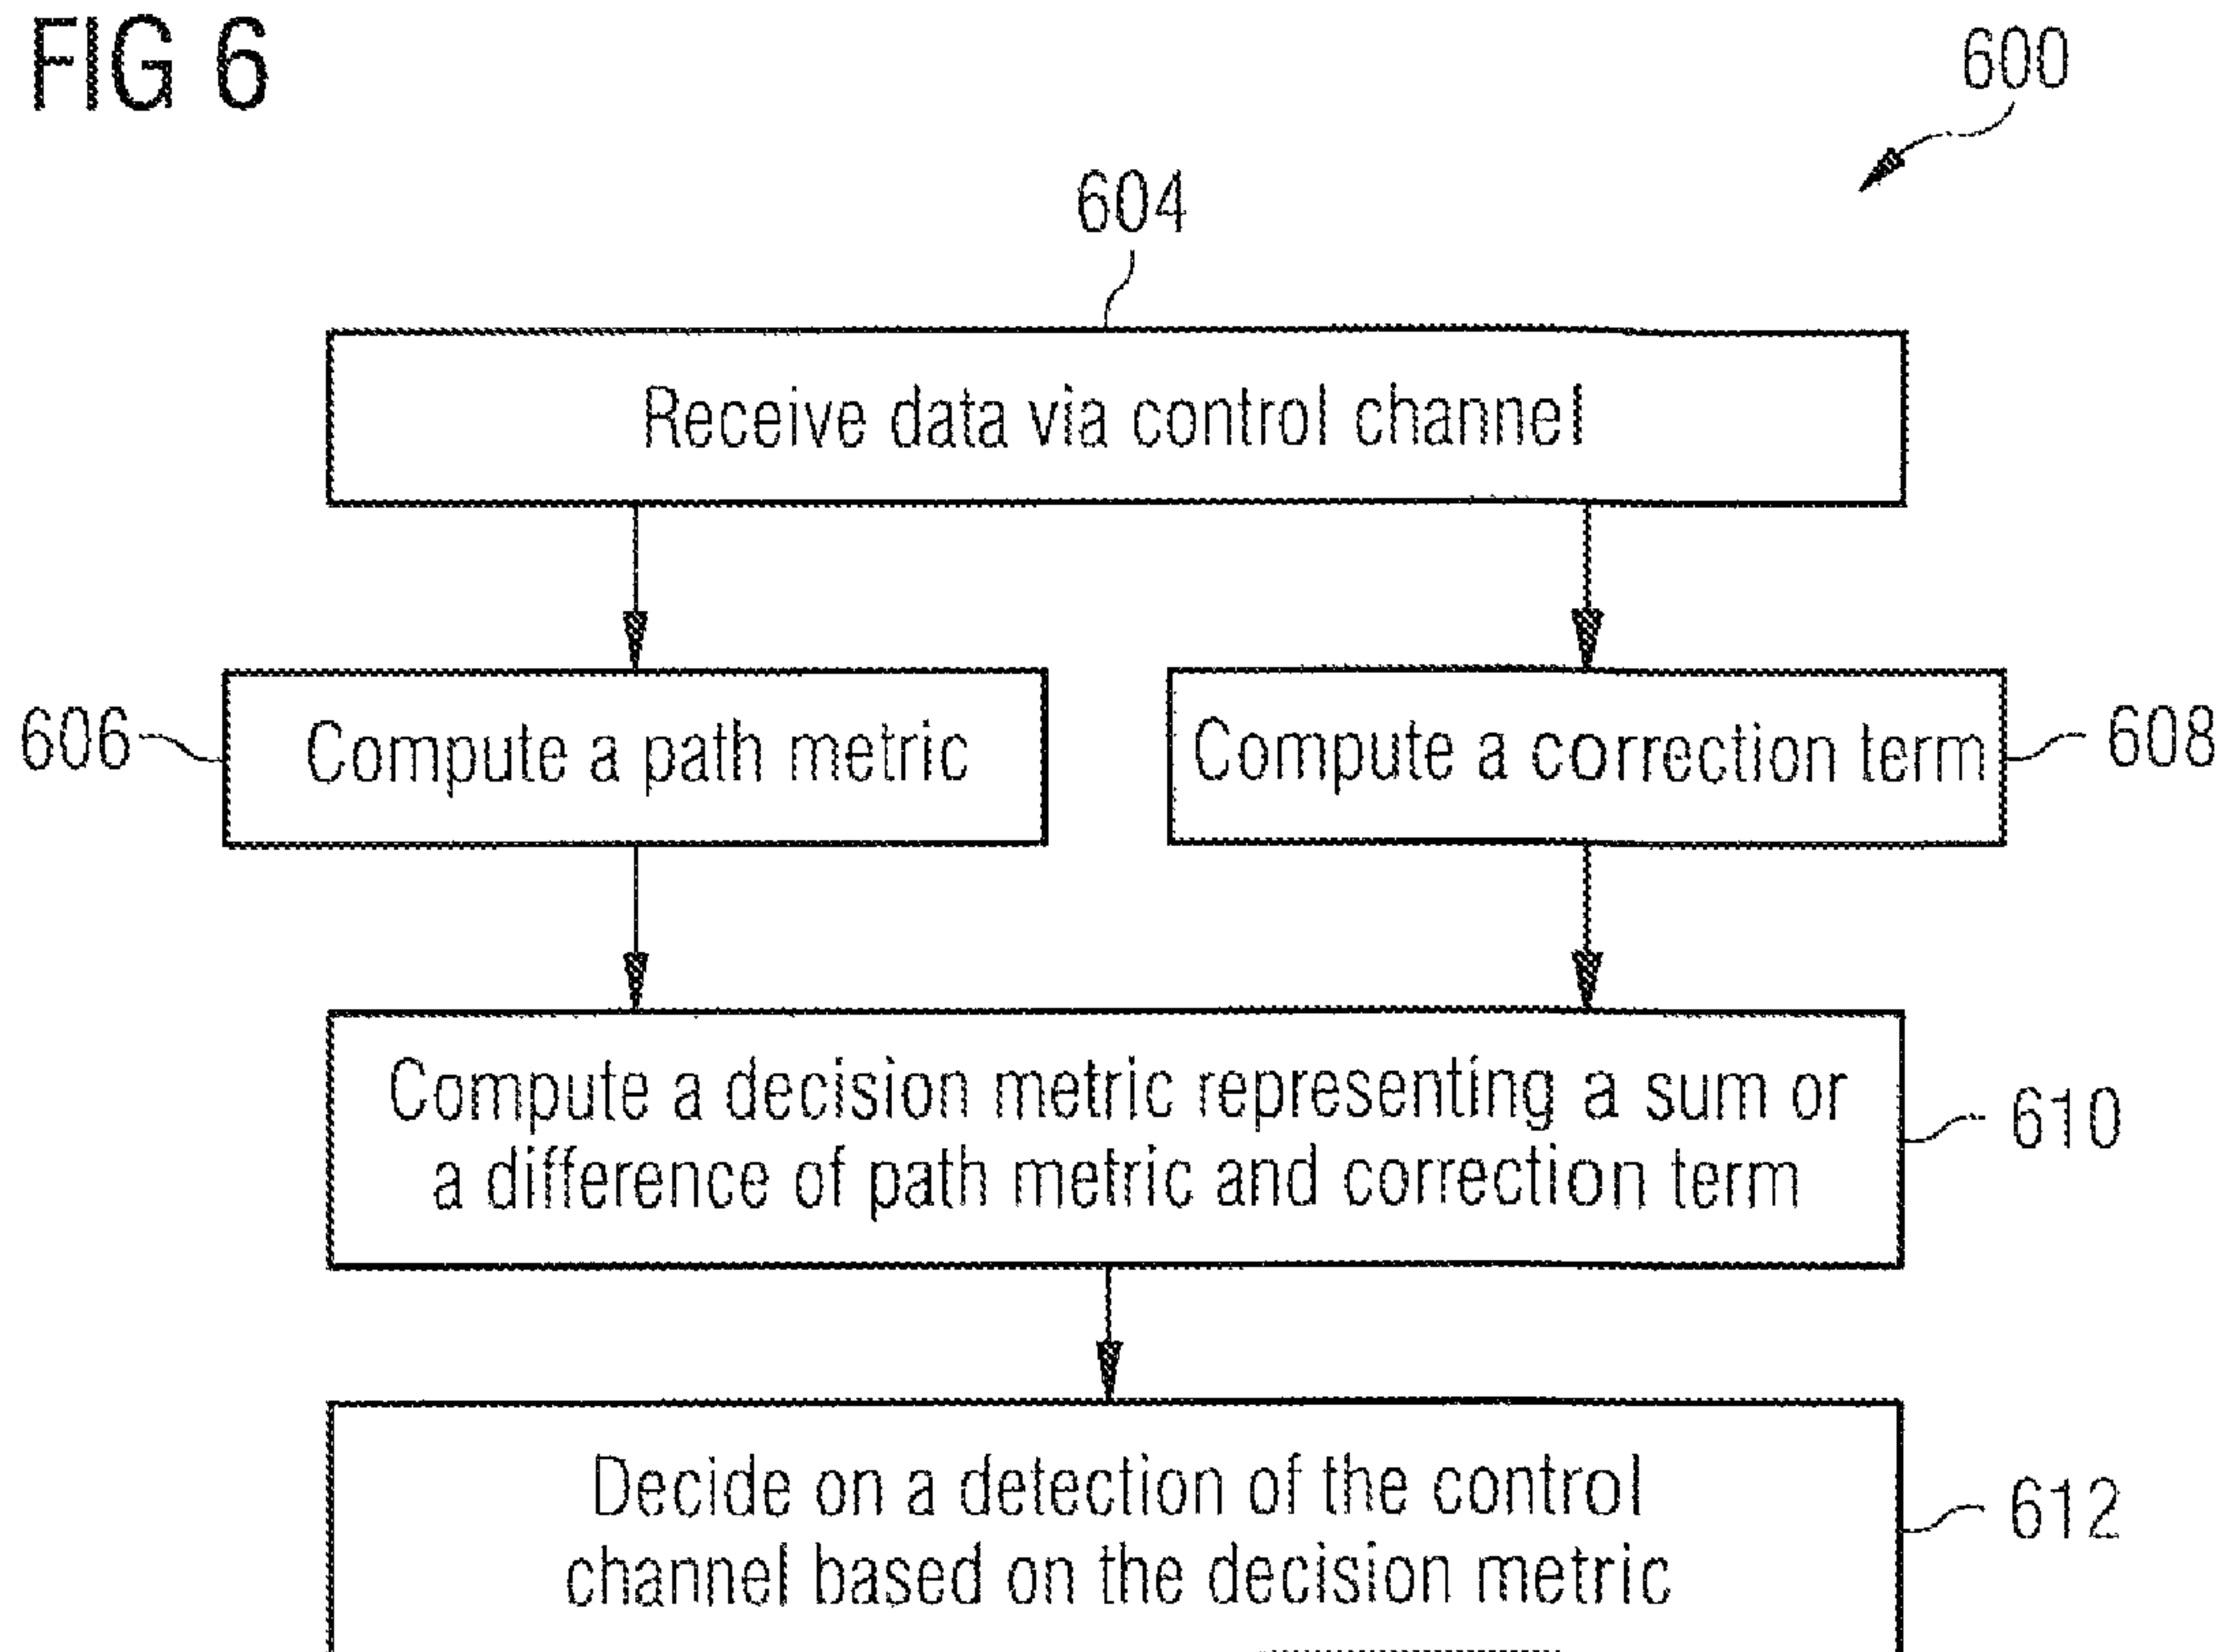 FIG 6
600
604
Receive data via control channel
606
Compute a path metric
Compute a correction term
608
Compute a decision metric representing a sum or
a difference of path metric and correction term
610
Decide on a detection of the control
channel based on the decision metric
612